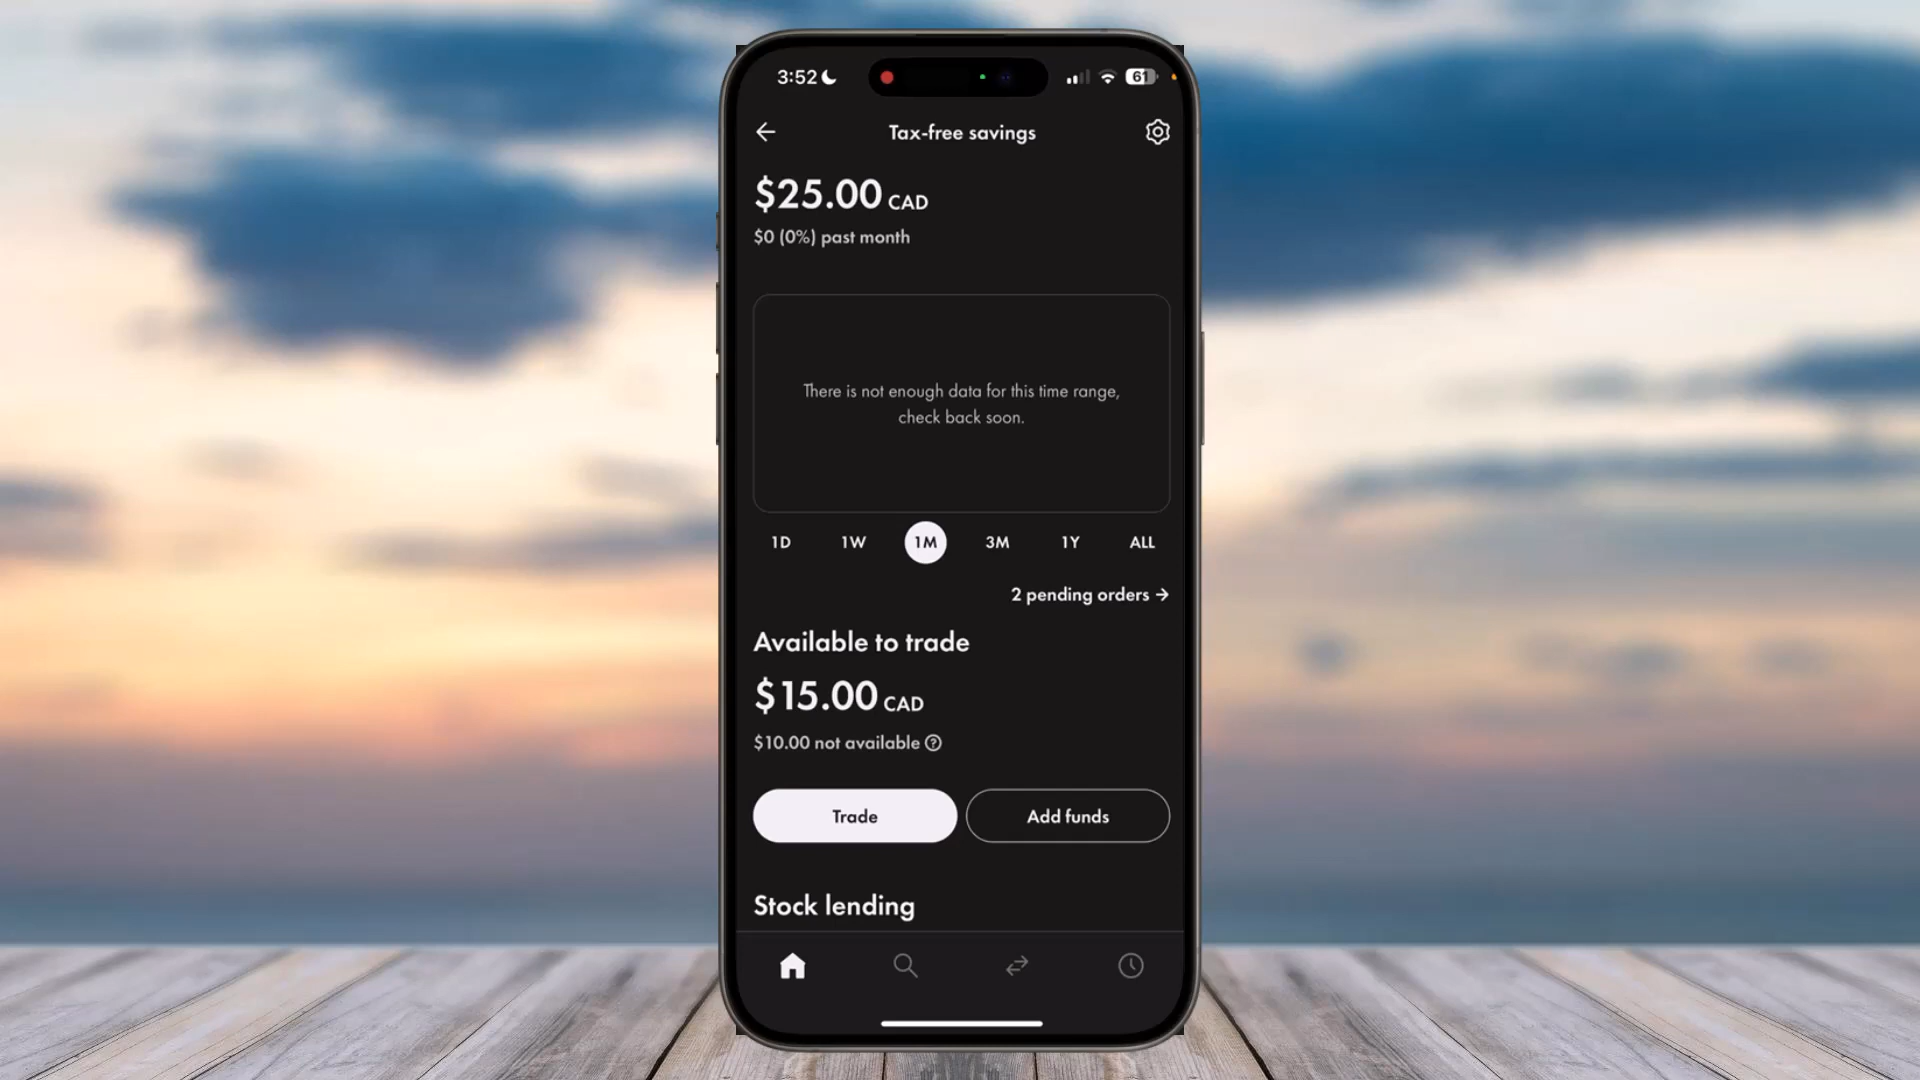 3:52
61
Tax-free savings
$25.00 CAD
$0 (0%) past month
There is not enough data for this time range,
check back soon.
1D 1W 1M 3M 1Y ALL
2 pending orders →
Available to trade
$15.00 CAD
$10.00 not available ?
Trade Add funds
Stock lending